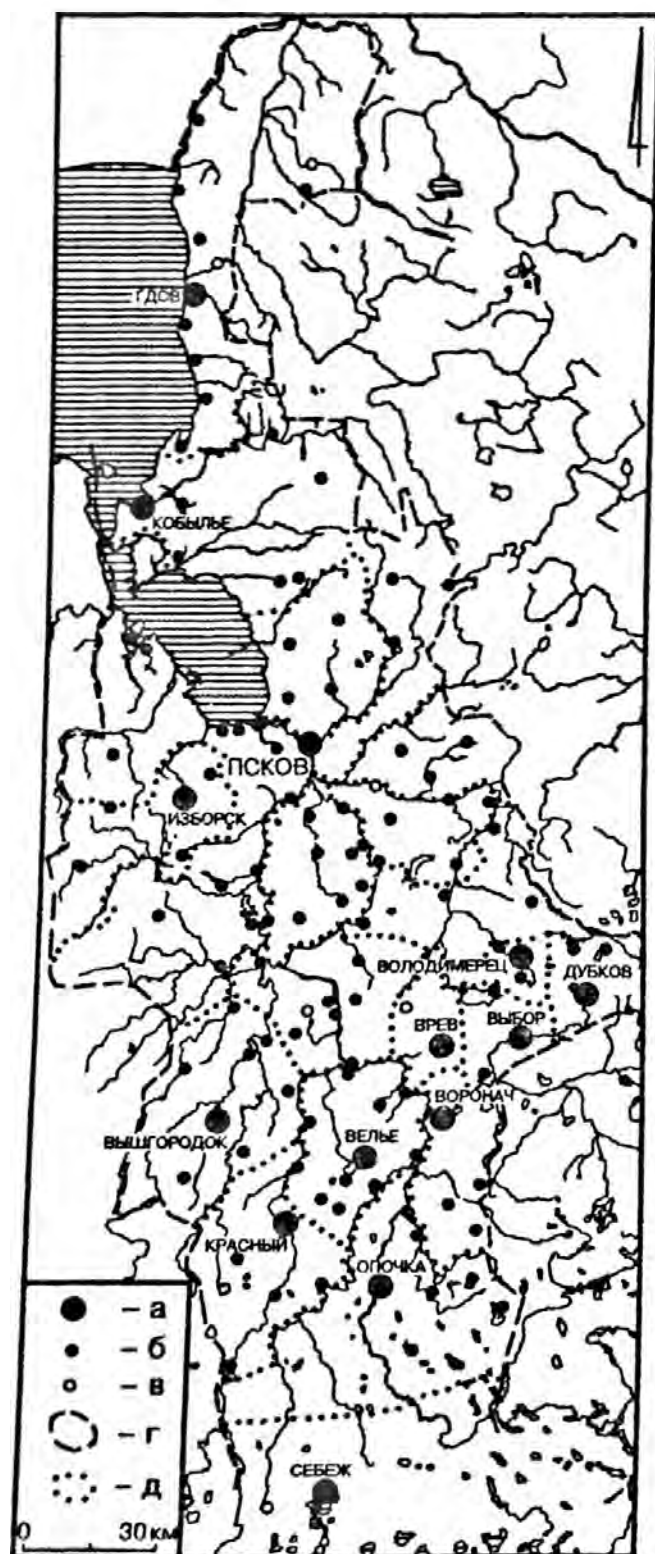 ГДОВ
КОБЫЛЬЕ
ПСКОВ
ИЗБОРСК
ВОЛОДИМЕРЕЦ
ДУБКОВ
ВРЕВ
ВЫБОР
ВОРОНАЧ
ВЫШГОРОДОК
ВЕЛЬЕ
КРАСНЫЙ
ОПОЧКА
СЕБЕЖ
– а
– б
– в
– г
– д
0 30 км